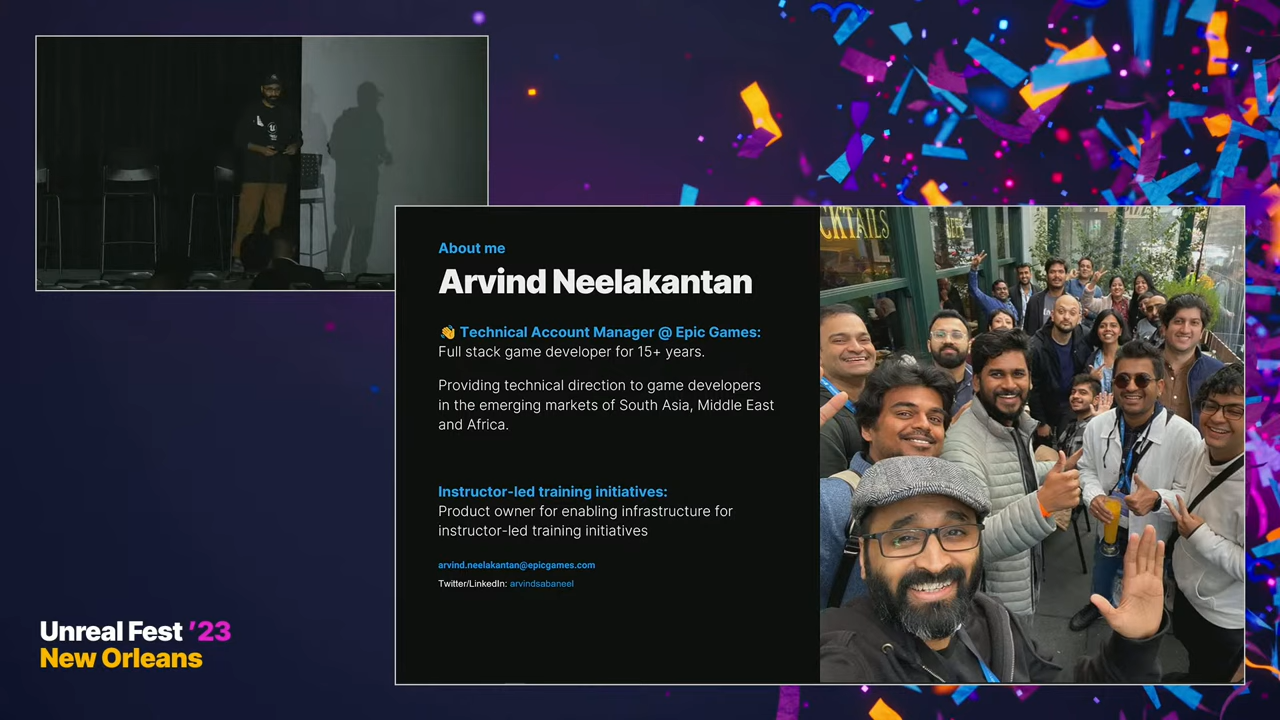 About me
Arvind Neelakantan
👋 Technical Account Manager @ Epic Games:
Full stack game developer for 15+ years.
Providing technical direction to game developers
in the emerging markets of South Asia, Middle East
and Africa.
Instructor-led training initiatives:
Product owner for enabling infrastructure for
instructor-led training initiatives
arvind.neelakantan@epicgames.com
Twitter/LinkedIn: arvindsabaneel
CKTAILS
Unreal Fest ’23
New Orleans